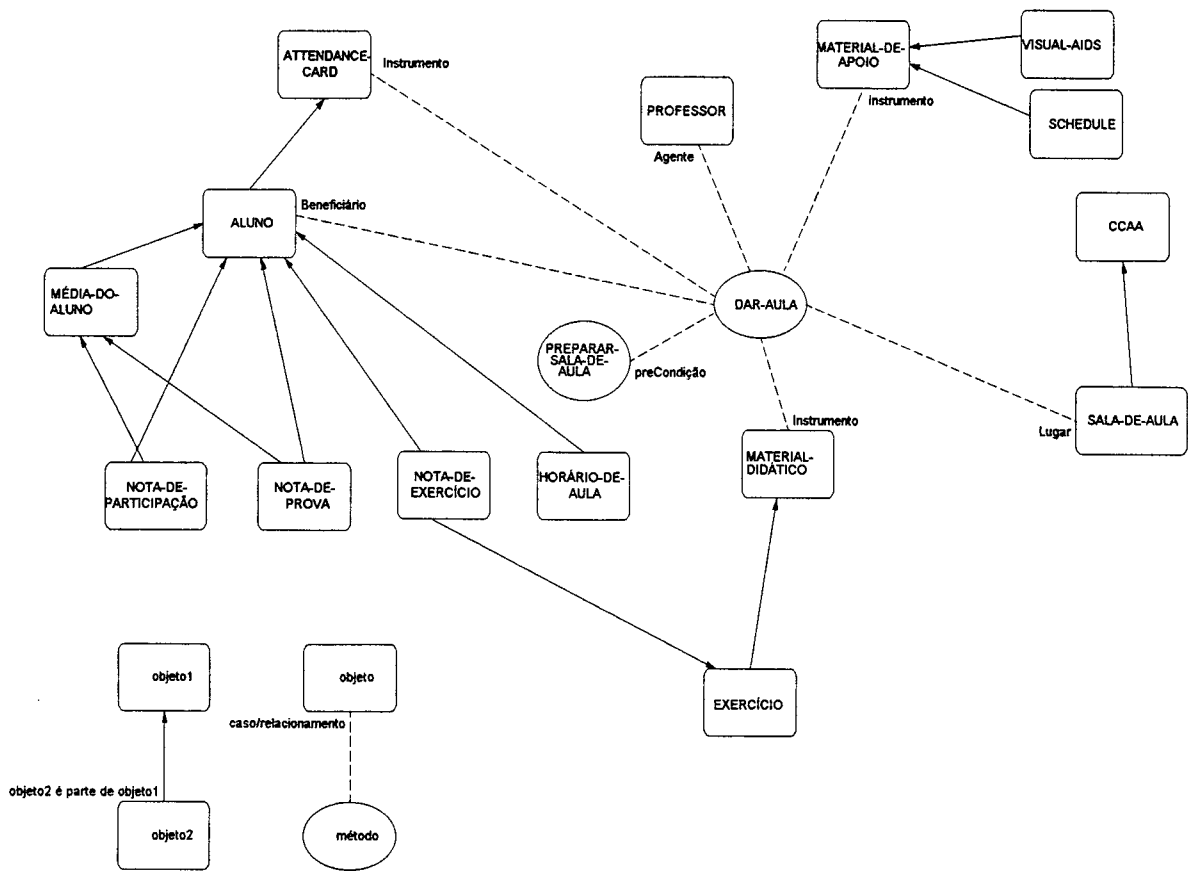 ATTENDANCE-
CARD
Instrumento
MATERIAL-DE-
APOIO
instrumento
VISUAL-AIDS
SCHEDULE
PROFESSOR
Agente
ALUNO
Beneficiário
CCAA
MÉDIA-DO-
ALUNO
DAR-AULA
PREPARAR-
SALA-DE-
AULA
preCondição
Instrumento
Lugar
SALA-DE-AULA
MATERIAL-
DIDÁTICO
NOTA-DE-
PARTICIPAÇÃO
NOTA-DE-
PROVA
NOTA-DE-
EXERCÍCIO
HORÁRIO-DE-
AULA
EXERCÍCIO
objeto1
objeto
caso/relacionamento
objeto2 é parte de objeto1
objeto2
método